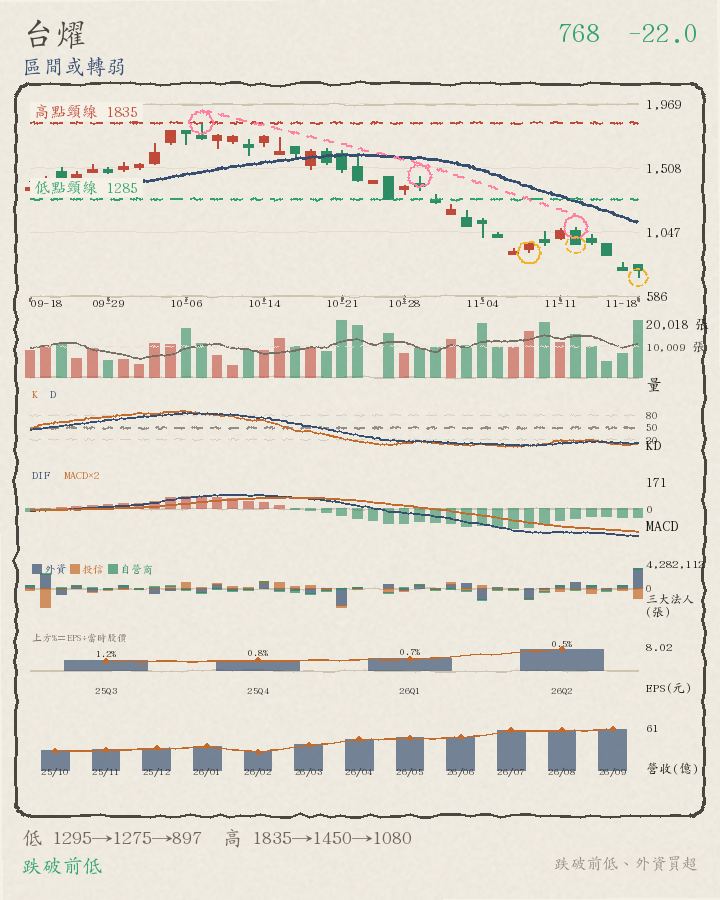 台燿
768 -22.0
區間或轉弱
高點頸線 1835
低點頸線 1285
1,969
1,508
1,047
586
09-18 09-29 10-06 10-14 10-21 10-28 11-04 11-11 11-18
20,018 張
10,009 張
量
K D
80
50
20
KD
DIF MACD×2
171
0
MACD
外資 投信 自營商
4,282,112
0
三大法人
(張)
上方%=EPS÷當時股價
1.2% 0.8% 0.7% 0.5%
8.02
25Q3 25Q4 26Q1 26Q2
EPS(元)
61
25/10 25/11 25/12 26/01 26/02 26/03 26/04 26/05 26/06 26/07 26/08 26/09
營收(億)
低 1295→1275→897 高 1835→1450→1080
跌破前低
跌破前低、外資買超